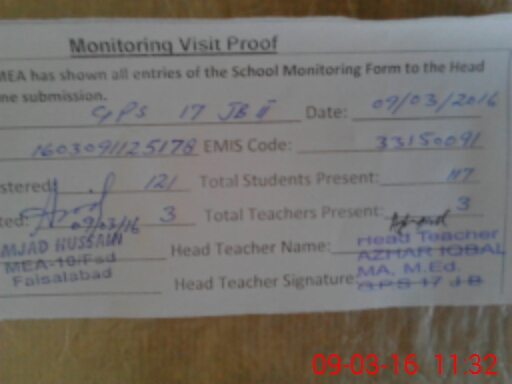 Monitoring Visit Proof
MEA has shown all entries of the School Monitoring Form to the Head
ne submission.
GPS 17 JB II Date: 09/03/2016
1603091125178 EMIS Code: 33150091
stered: 121 Total Students Present: 117
ted: 3 Total Teachers Present: 3
09/03/16
MJAD HUSSAIN Head Teacher Name: Head Teacher
MEA-10/Fsd AZHAR IQBAL
Faisalabad Head Teacher Signature: MA, M.Ed.
G.P.S 17 J B
09-03-16 11:32